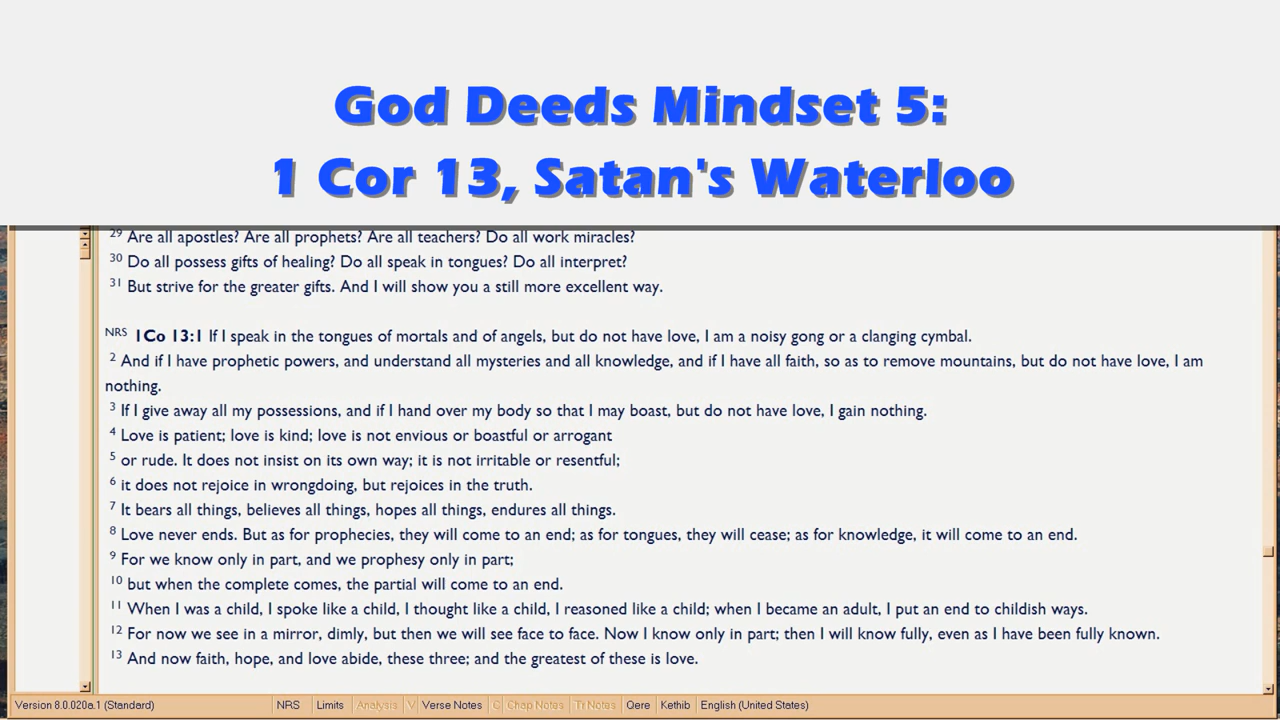 God Deeds Mindset 5:
1 Cor 13, Satan's Waterloo
29 Are all apostles? Are all prophets? Are all teachers? Do all work miracles?
30 Do all possess gifts of healing? Do all speak in tongues? Do all interpret?
31 But strive for the greater gifts. And I will show you a still more excellent way.
NRS 1Co 13:1 If I speak in the tongues of mortals and of angels, but do not have love, I am a noisy gong or a clanging cymbal.
2 And if I have prophetic powers, and understand all mysteries and all knowledge, and if I have all faith, so as to remove mountains, but do not have love, I am
nothing.
3 If I give away all my possessions, and if I hand over my body so that I may boast, but do not have love, I gain nothing.
4 Love is patient; love is kind; love is not envious or boastful or arrogant
5 or rude. It does not insist on its own way; it is not irritable or resentful;
6 it does not rejoice in wrongdoing, but rejoices in the truth.
7 It bears all things, believes all things, hopes all things, endures all things.
8 Love never ends. But as for prophecies, they will come to an end; as for tongues, they will cease; as for knowledge, it will come to an end.
9 For we know only in part, and we prophesy only in part;
10 but when the complete comes, the partial will come to an end.
11 When I was a child, I spoke like a child, I thought like a child, I reasoned like a child; when I became an adult, I put an end to childish ways.
12 For now we see in a mirror, dimly, but then we will see face to face. Now I know only in part; then I will know fully, even as I have been fully known.
13 And now faith, hope, and love abide, these three; and the greatest of these is love.
Version 8.0.020a.1 (Standard) NRS Limits Analysis V Verse Notes C Chap Notes Tr Notes Qere Kethib English (United States)